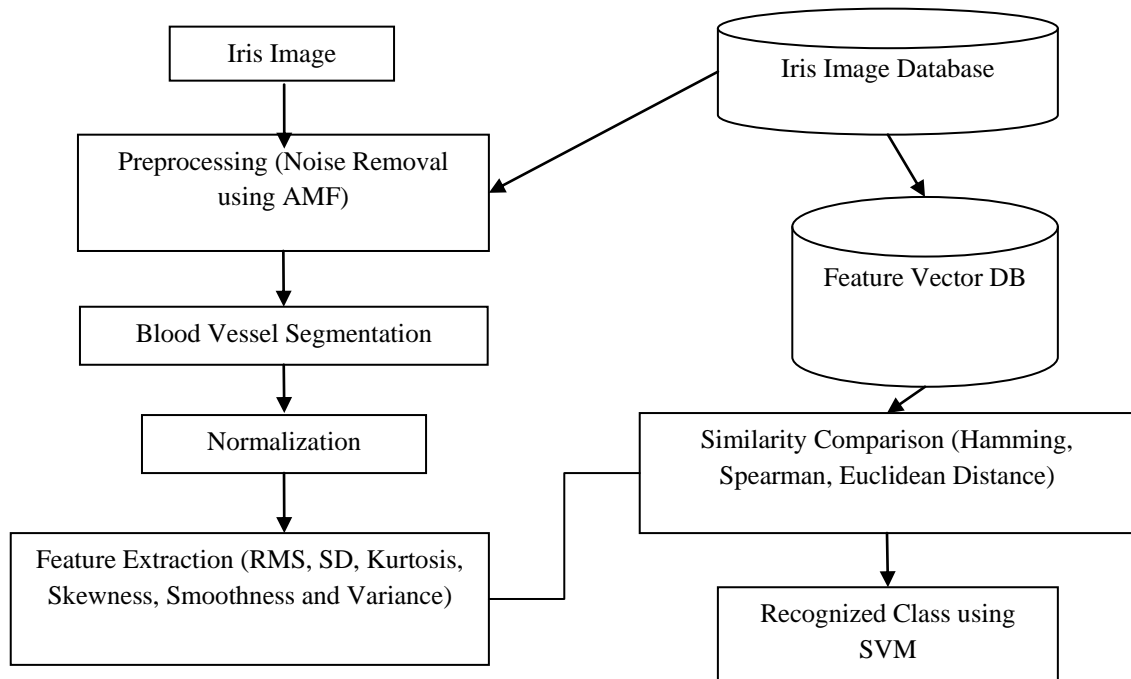 Iris Image
Iris Image Database
Preprocessing (Noise Removal
using AMF)
Feature Vector DB
Blood Vessel Segmentation
Normalization
Similarity Comparison (Hamming,
Spearman, Euclidean Distance)
Feature Extraction (RMS, SD, Kurtosis,
Skewness, Smoothness and Variance)
Recognized Class using
SVM